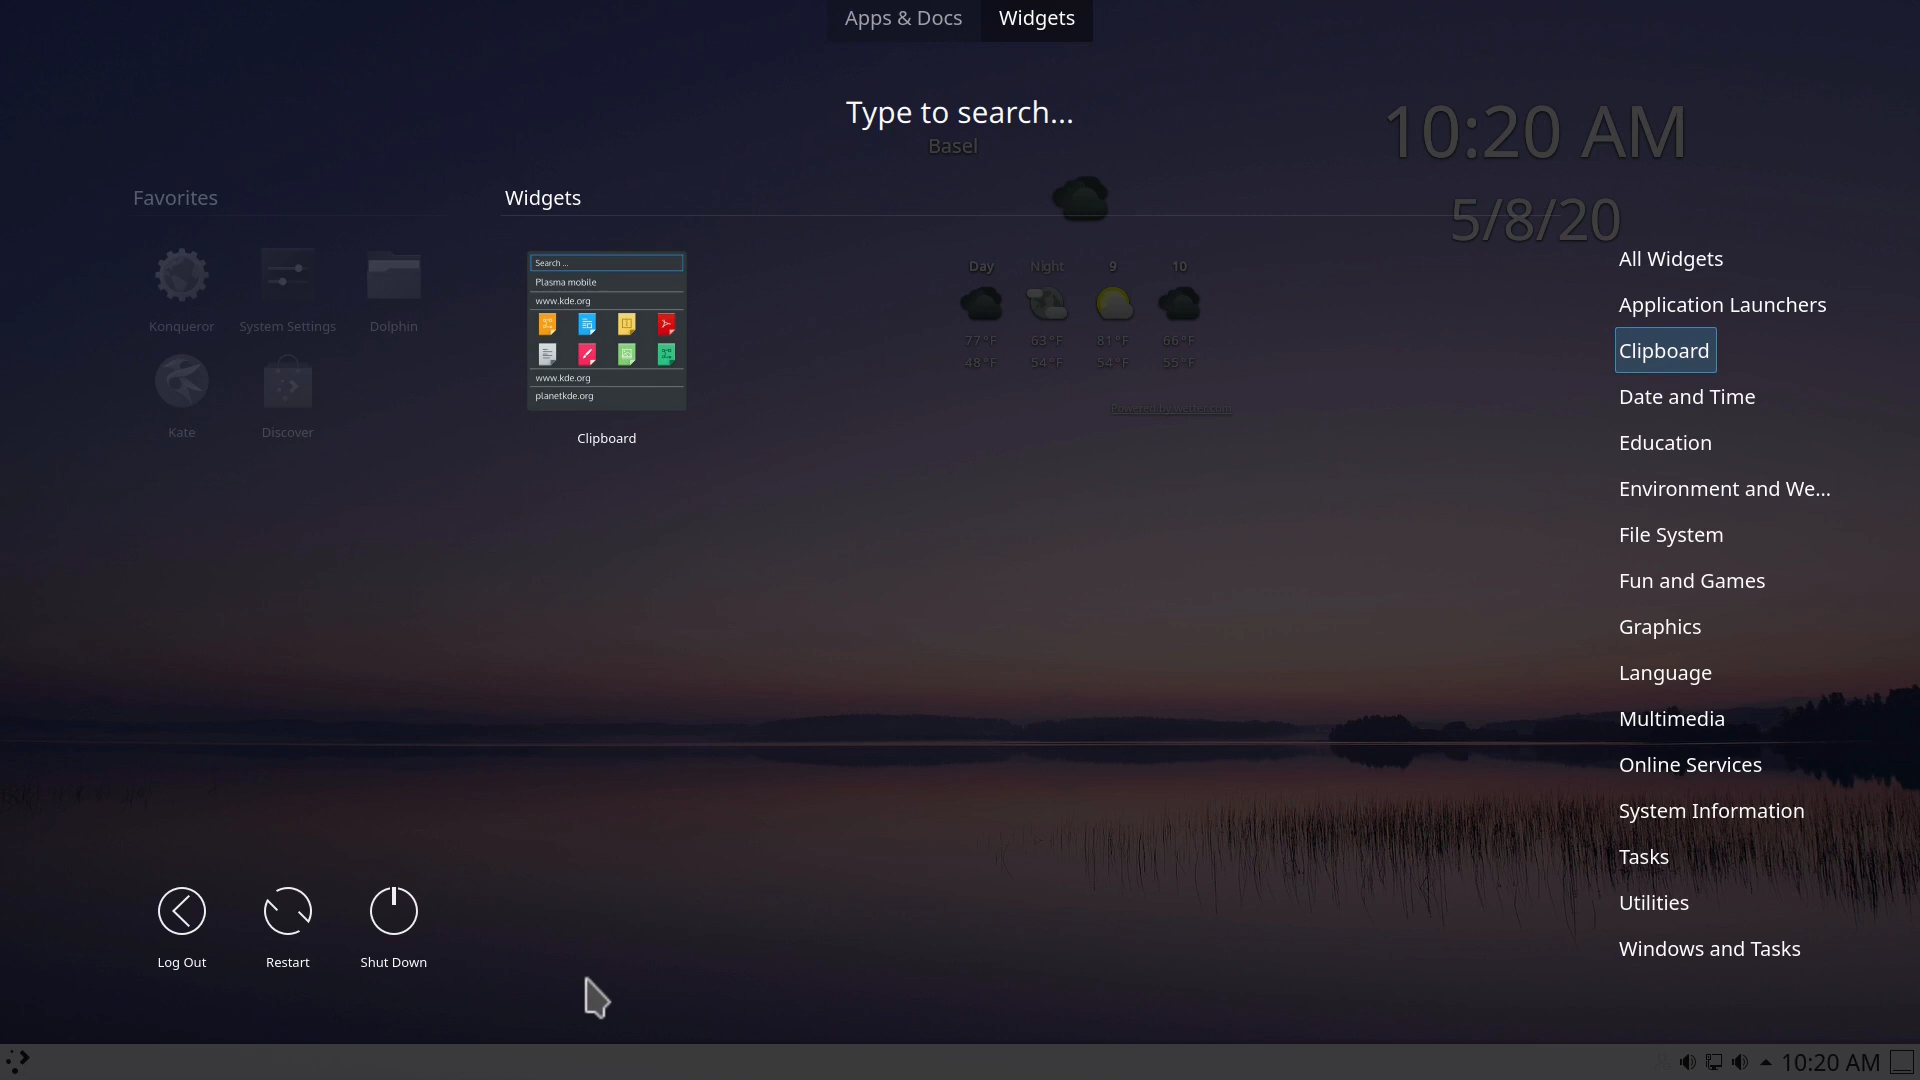 Apps & Docs
Widgets
Type to search...
Basel
10:20 AM
5/8/20
Favorites
Konqueror
System Settings
Dolphin
Kate
Discover
Widgets
Search ...
Plasma mobile
www.kde.org
www.kde.org
planetkde.org
Clipboard
Day Night 9 10
77°F 63°F 81°F 66°F
48°F 54°F 54°F 55°F
Powered by wetter.com
All Widgets
Application Launchers
Clipboard
Date and Time
Education
Environment and We...
File System
Fun and Games
Graphics
Language
Multimedia
Online Services
System Information
Tasks
Utilities
Windows and Tasks
Log Out
Restart
Shut Down
10:20 AM